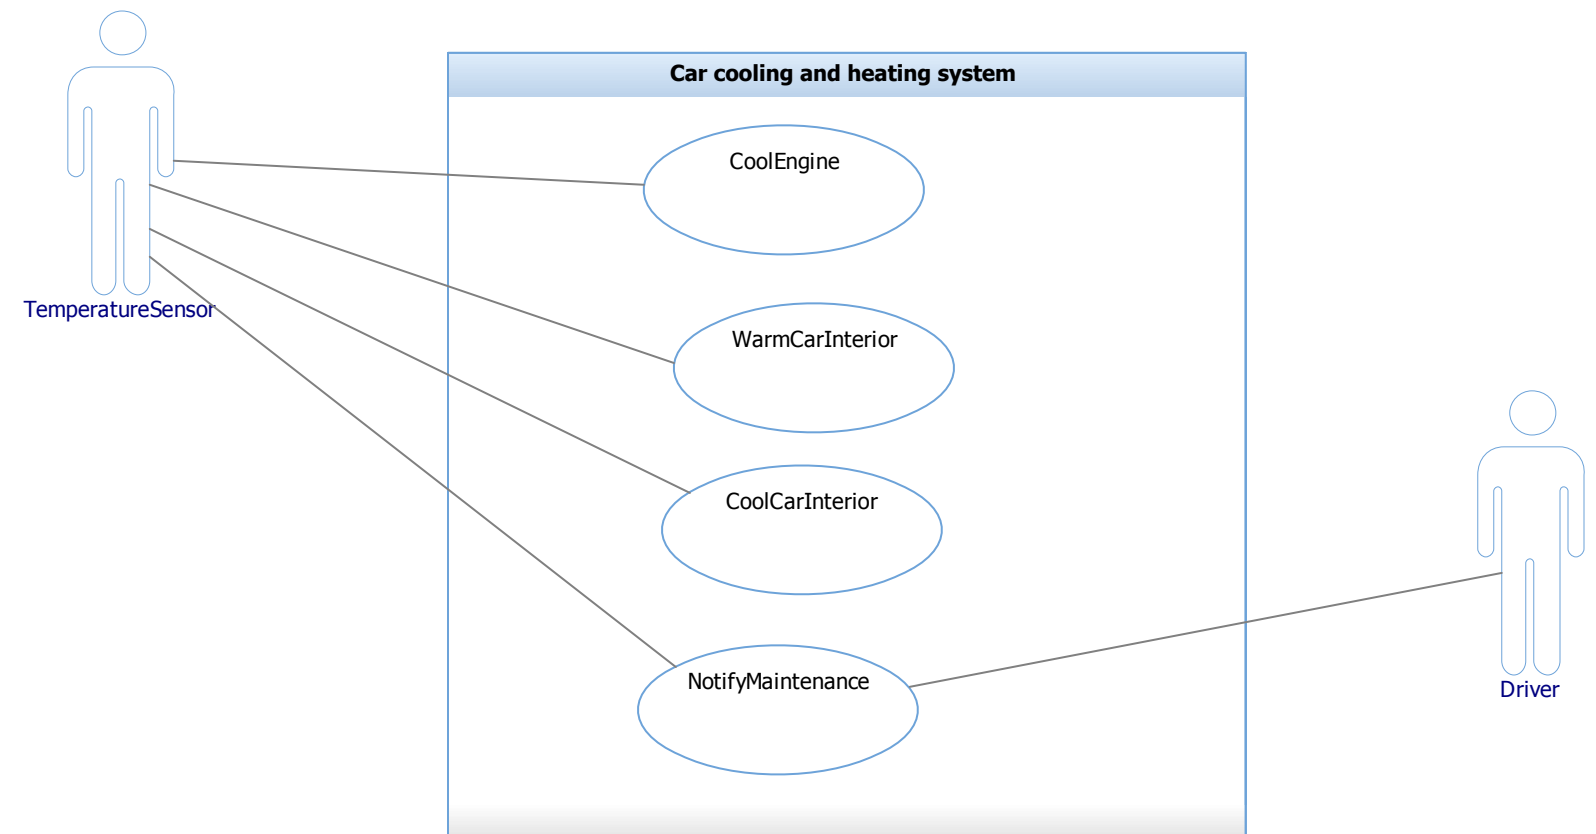 Car cooling and heating system
CoolEngine
TemperatureSensor
WarmCarInterior
CoolCarInterior
NotifyMaintenance
Driver